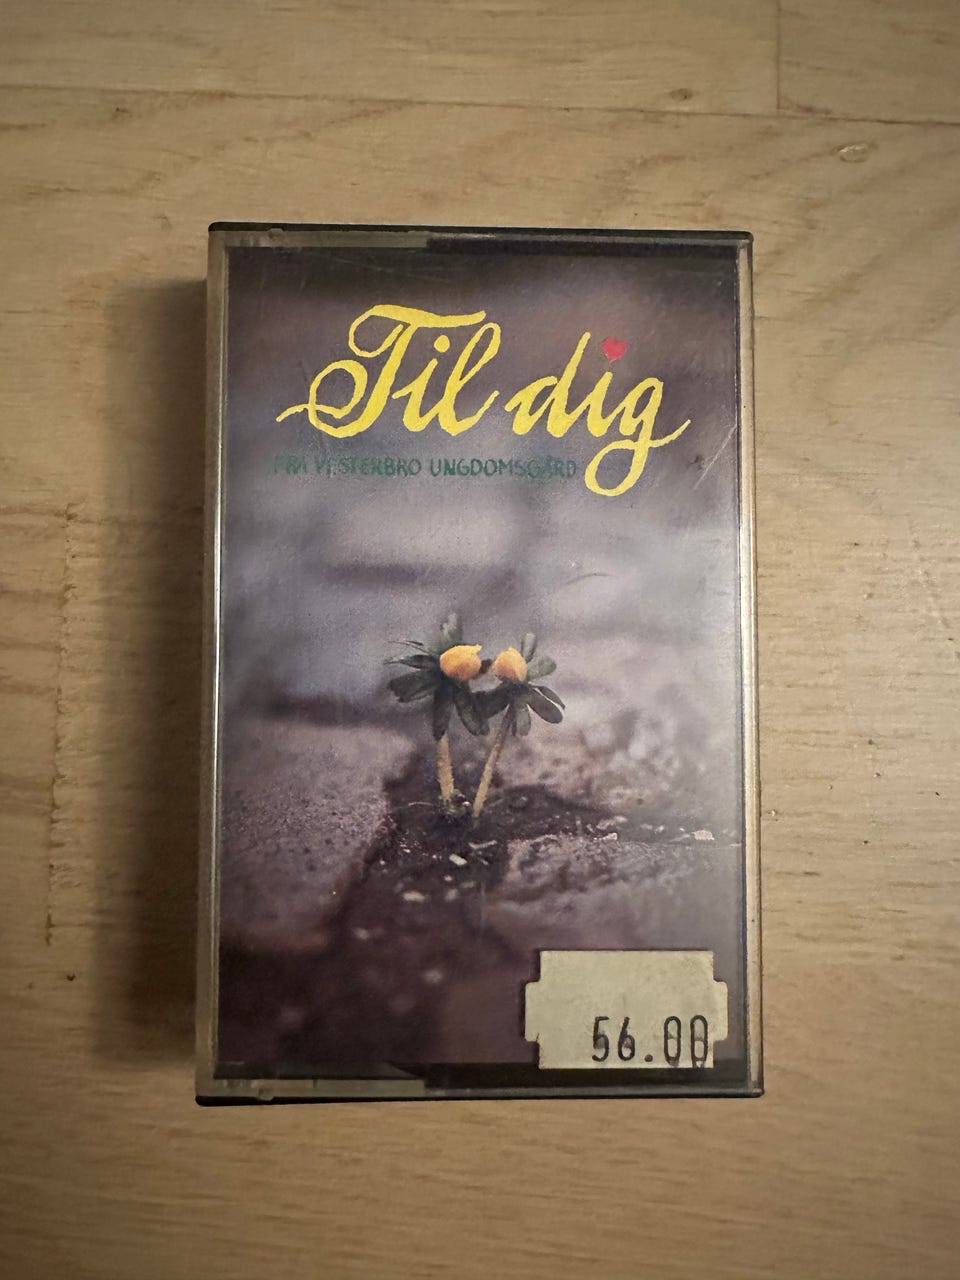 Til dig
FRA VESTERBRO UNGDOMSGÅRD
56.00